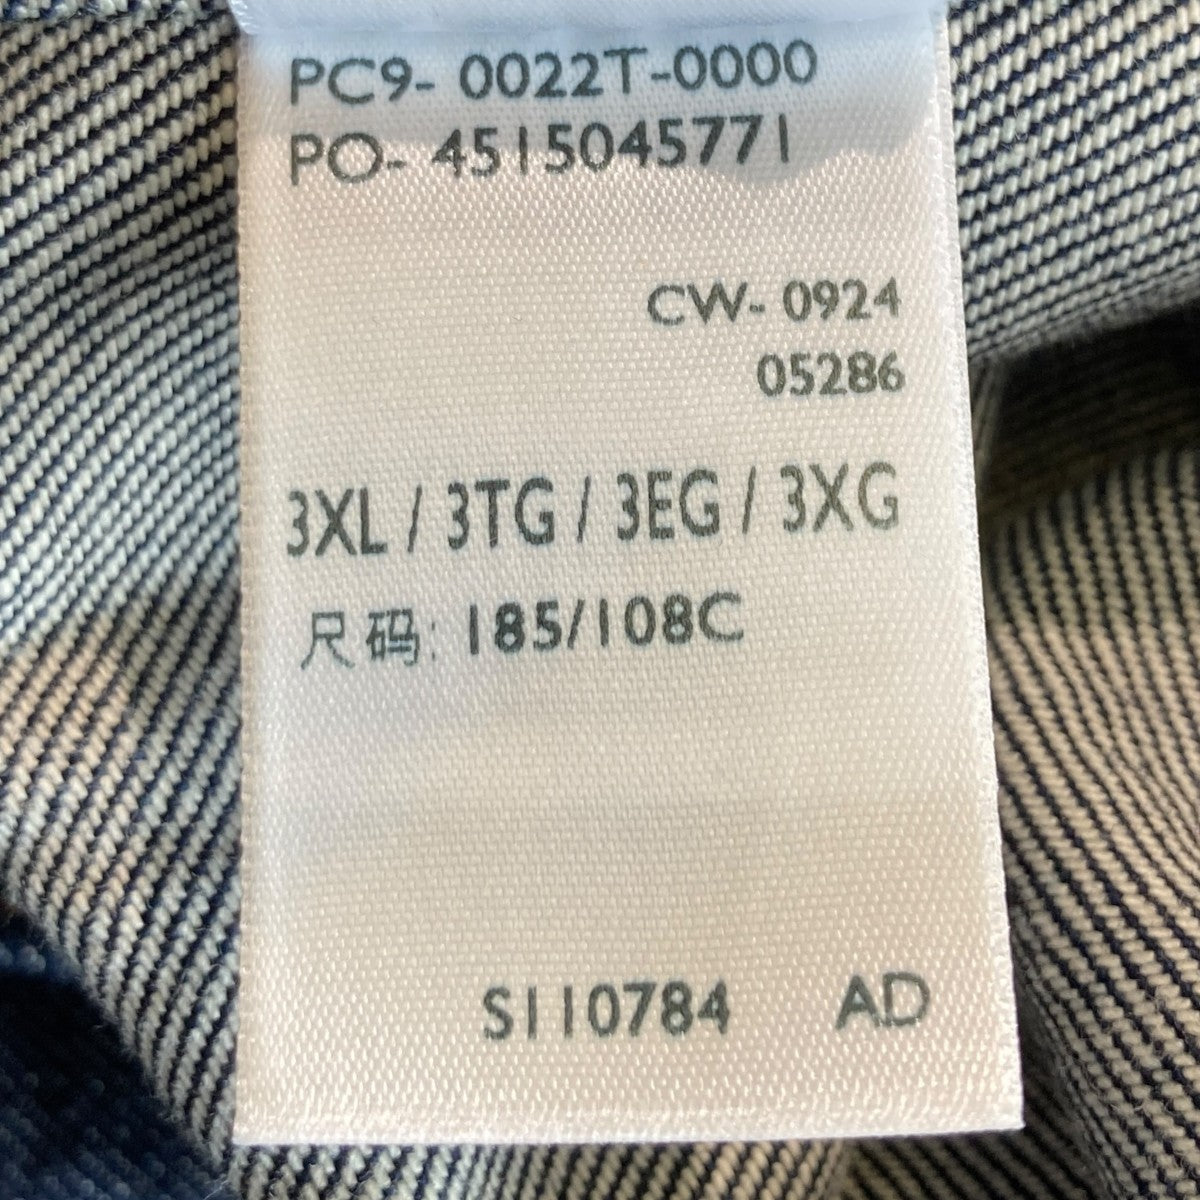 PC9- 0022T-0000
PO- 4515045771
CW- 0924
05286
3XL / 3TG / 3EG / 3XG
尺码: 185/108C
S110784 AD